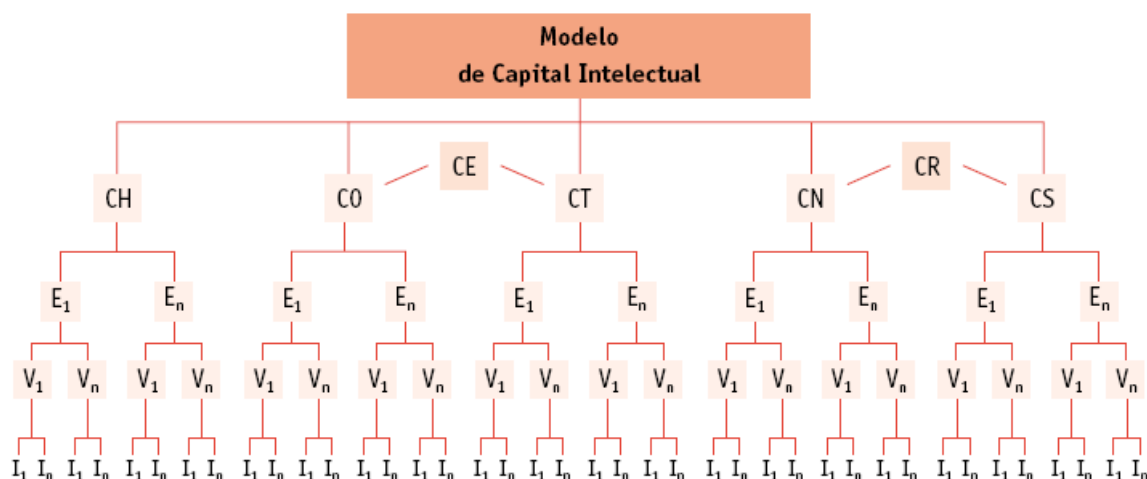 Modelo
de Capital Intelectual
CE CR
CH CO CT CN CS
E₁ Eₙ E₁ Eₙ E₁ Eₙ E₁ Eₙ E₁ Eₙ
V₁ Vₙ V₁ Vₙ V₁ Vₙ V₁ Vₙ V₁ Vₙ V₁ Vₙ V₁ Vₙ V₁ Vₙ V₁ Vₙ V₁ Vₙ
I₁ Iₙ I₁ Iₙ I₁ Iₙ I₁ Iₙ I₁ Iₙ I₁ Iₙ I₁ Iₙ I₁ Iₙ I₁ Iₙ I₁ Iₙ I₁ Iₙ I₁ Iₙ I₁ Iₙ I₁ Iₙ I₁ Iₙ I₁ Iₙ I₁ Iₙ I₁ Iₙ I₁ Iₙ I₁ Iₙ